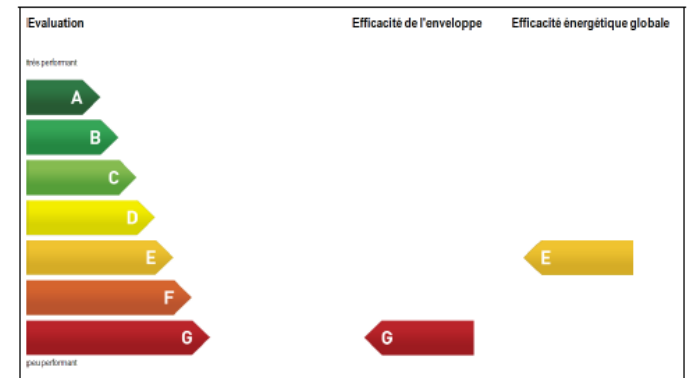 Evaluation Efficacité de l'enveloppe Efficacité énergétique globale
très performant
A
B
C
D
E E
F
G G
peu performant